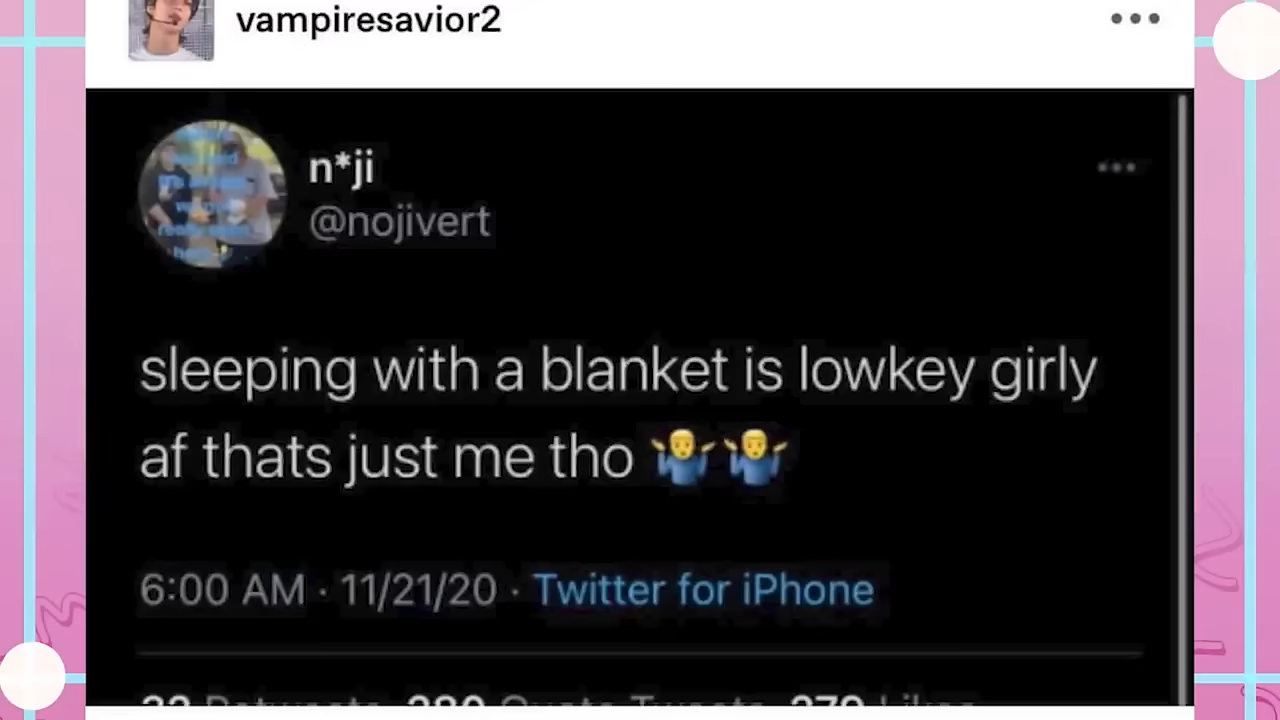 vampiresavior2
n*ji
@nojivert
sleeping with a blanket is lowkey girly
af thats just me tho 🤷‍♂️🤷‍♂️
6:00 AM · 11/21/20 · Twitter for iPhone